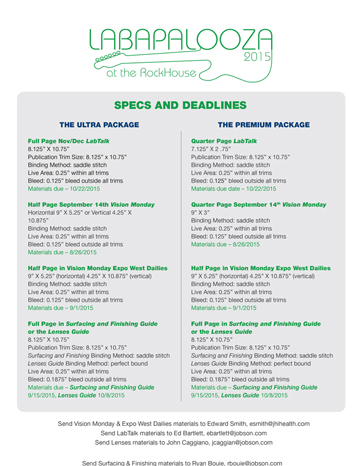 LABAPALOOZA
2015
at the RockHouse
SPECS AND DEADLINES
THE ULTRA PACKAGE
Full Page Nov/Dec LabTalk
8.125" X 10.75"
Publication Trim Size: 8.125" x 10.75"
Binding Method: saddle stitch
Live Area: 0.25" within all trims
Bleed: 0.125" bleed outside all trims
Materials due – 10/22/2015
Half Page September 14th Vision Monday
Horizontal 9" X 5.25" or Vertical 4.25" X
10.875"
Binding Method: saddle stitch
Live Area: 0.25" within all trims
Bleed: 0.125" bleed outside all trims
Materials due – 8/26/2015
Half Page in Vision Monday Expo West Dailies
9" X 5.25" (horizontal) 4.25" X 10.875" (vertical)
Binding Method: saddle stitch
Live Area: 0.25" within all trims
Bleed: 0.125" bleed outside all trims
Materials due – 9/1/2015
Full Page in Surfacing and Finishing Guide
or the Lenses Guide
8.125" X 10.75"
Publication Trim Size: 8.125" x 10.75"
Surfacing and Finishing Binding Method: saddle stitch
Lenses Guide Binding Method: perfect bound
Live Area: 0.25" within all trims
Bleed: 0.1875" bleed outside all trims
Materials due – Surfacing and Finishing Guide
9/15/2015, Lenses Guide 10/8/2015
THE PREMIUM PACKAGE
Quarter Page LabTalk
7.125" X 2 .75"
Publication Trim Size: 8.125" x 10.75"
Binding Method: saddle stitch
Live Area: 0.25" within all trims
Bleed: 0.125" bleed outside all trims
Materials due date – 10/22/2015
Quarter Page September 14th Vision Monday
9" X 3"
Binding Method: saddle stitch
Live Area: 0.25" within all trims
Bleed: 0.125" bleed outside all trims
Materials due – 8/26/2015
Half Page in Vision Monday Expo West Dailies
9" X 5.25" (horizontal) 4.25" X 10.875" (vertical)
Binding Method: saddle stitch
Live Area: 0.25" within all trims
Bleed: 0.125" bleed outside all trims
Materials due – 9/1/2015
Full Page in Surfacing and Finishing Guide
or the Lenses Guide
8.125" X 10.75"
Publication Trim Size: 8.125" x 10.75"
Surfacing and Finishing Binding Method: saddle stitch
Lenses Guide Binding Method: perfect bound
Live Area: 0.25" within all trims
Bleed: 0.1875" bleed outside all trims
Materials due – Surfacing and Finishing Guide
9/15/2015, Lenses Guide 10/8/2015
Send Vision Monday & Expo West Dailies materials to Edward Smith, esmith@jhihealth.com
Send LabTalk materials to Ed Bartlett, ebartlett@jobson.com
Send Lenses materials to John Caggiano, jcaggian@jobson.com
Send Surfacing & Finishing materials to Ryan Bouie, rbouie@jobson.com